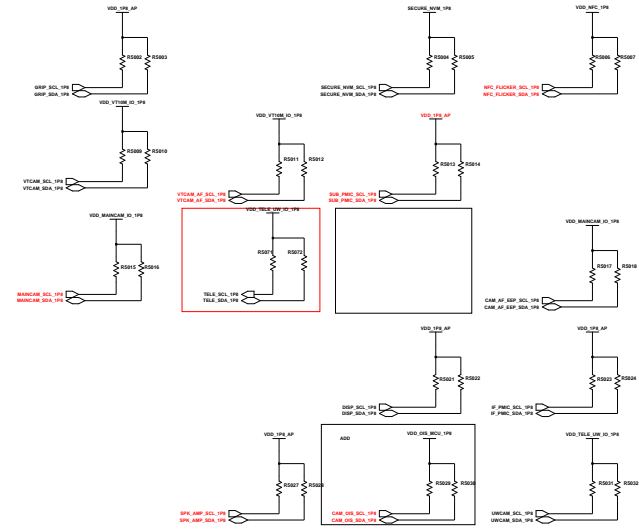 VDD_1P8_AP
R5002 R5003
GRIP_SCL_1P8
GRIP_SDA_1P8
SECURE_NVM_1P8
R5004 R5005
SECURE_NVM_SCL_1P8
SECURE_NVM_SDA_1P8
VDD_NFC_1P8
R5006 R5007
NFC_FLICKER_SCL_1P8
NFC_FLICKER_SDA_1P8
VDD_VT10M_IO_1P8
R5009 R5010
VTCAM_SCL_1P8
VTCAM_SDA_1P8
VDD_VT10M_IO_1P8
R5011 R5012
VTCAM_AF_SCL_1P8
VTCAM_AF_SDA_1P8
VDD_1P8_AP
R5013 R5014
SUB_PMIC_SCL_1P8
SUB_PMIC_SDA_1P8
VDD_MAINCAM_IO_1P8
R5015 R5016
MAINCAM_SCL_1P8
MAINCAM_SDA_1P8
VDD_TELE_UW_IO_1P8
R5071 R5072
TELE_SCL_1P8
TELE_SDA_1P8
VDD_MAINCAM_IO_1P8
R5017 R5018
CAM_AF_EEP_SCL_1P8
CAM_AF_EEP_SDA_1P8
VDD_1P8_AP
R5021 R5022
DISP_SCL_1P8
DISP_SDA_1P8
VDD_1P8_AP
R5023 R5024
IF_PMIC_SCL_1P8
IF_PMIC_SDA_1P8
VDD_1P8_AP
R5027 R5028
SPK_AMP_SCL_1P8
SPK_AMP_SDA_1P8
ADD
VDD_OIS_MCU_1P8
R5029 R5030
CAM_OIS_SCL_1P8
CAM_OIS_SDA_1P8
VDD_TELE_UW_IO_1P8
R5031 R5032
UWCAM_SCL_1P8
UWCAM_SDA_1P8